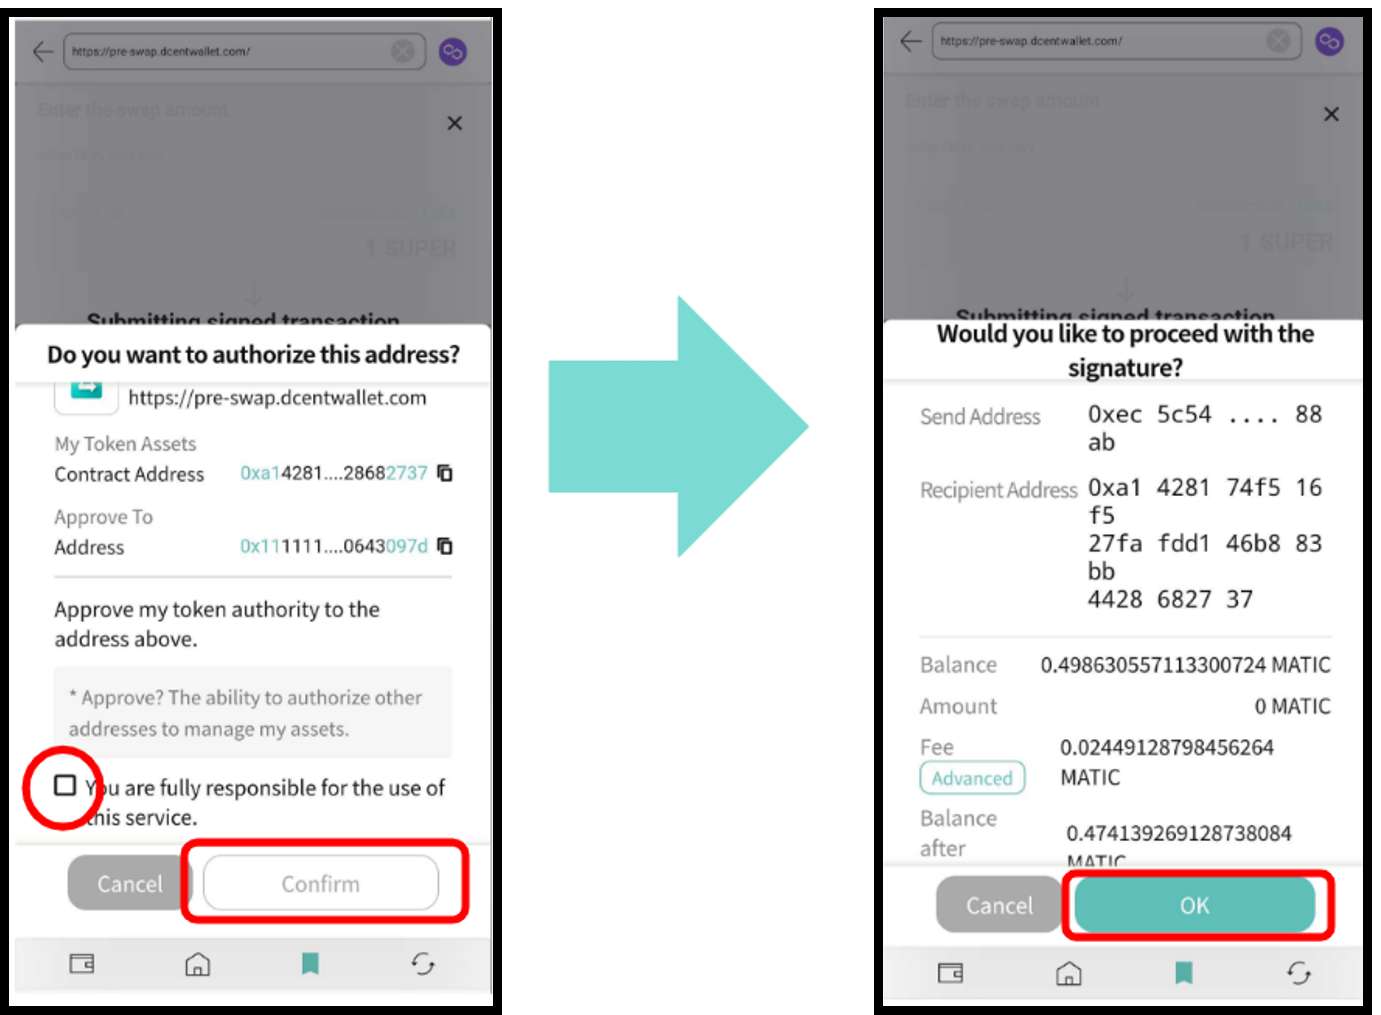 https://pre-swap.dcentwallet.com/
Enter the swap amount
1 SUPER
Submitting signed transaction
Do you want to authorize this address?
https://pre-swap.dcentwallet.com
My Token Assets
Contract Address 0xa14281....28682737
Approve To
Address 0x111111....0643097d
Approve my token authority to the
address above.
* Approve? The ability to authorize other
addresses to manage my assets.
You are fully responsible for the use of
this service.
Cancel Confirm
https://pre-swap.dcentwallet.com/
Enter the swap amount
1 SUPER
Submitting signed transaction
Would you like to proceed with the
signature?
Send Address 0xec 5c54 .... 88
ab
Recipient Address 0xa1 4281 74f5 16
f5
27fa fdd1 46b8 83
bb
4428 6827 37
Balance 0.498630557113300724 MATIC
Amount 0 MATIC
Fee 0.02449128798456264
Advanced MATIC
Balance
after 0.474139269128738084
MATIC
Cancel OK